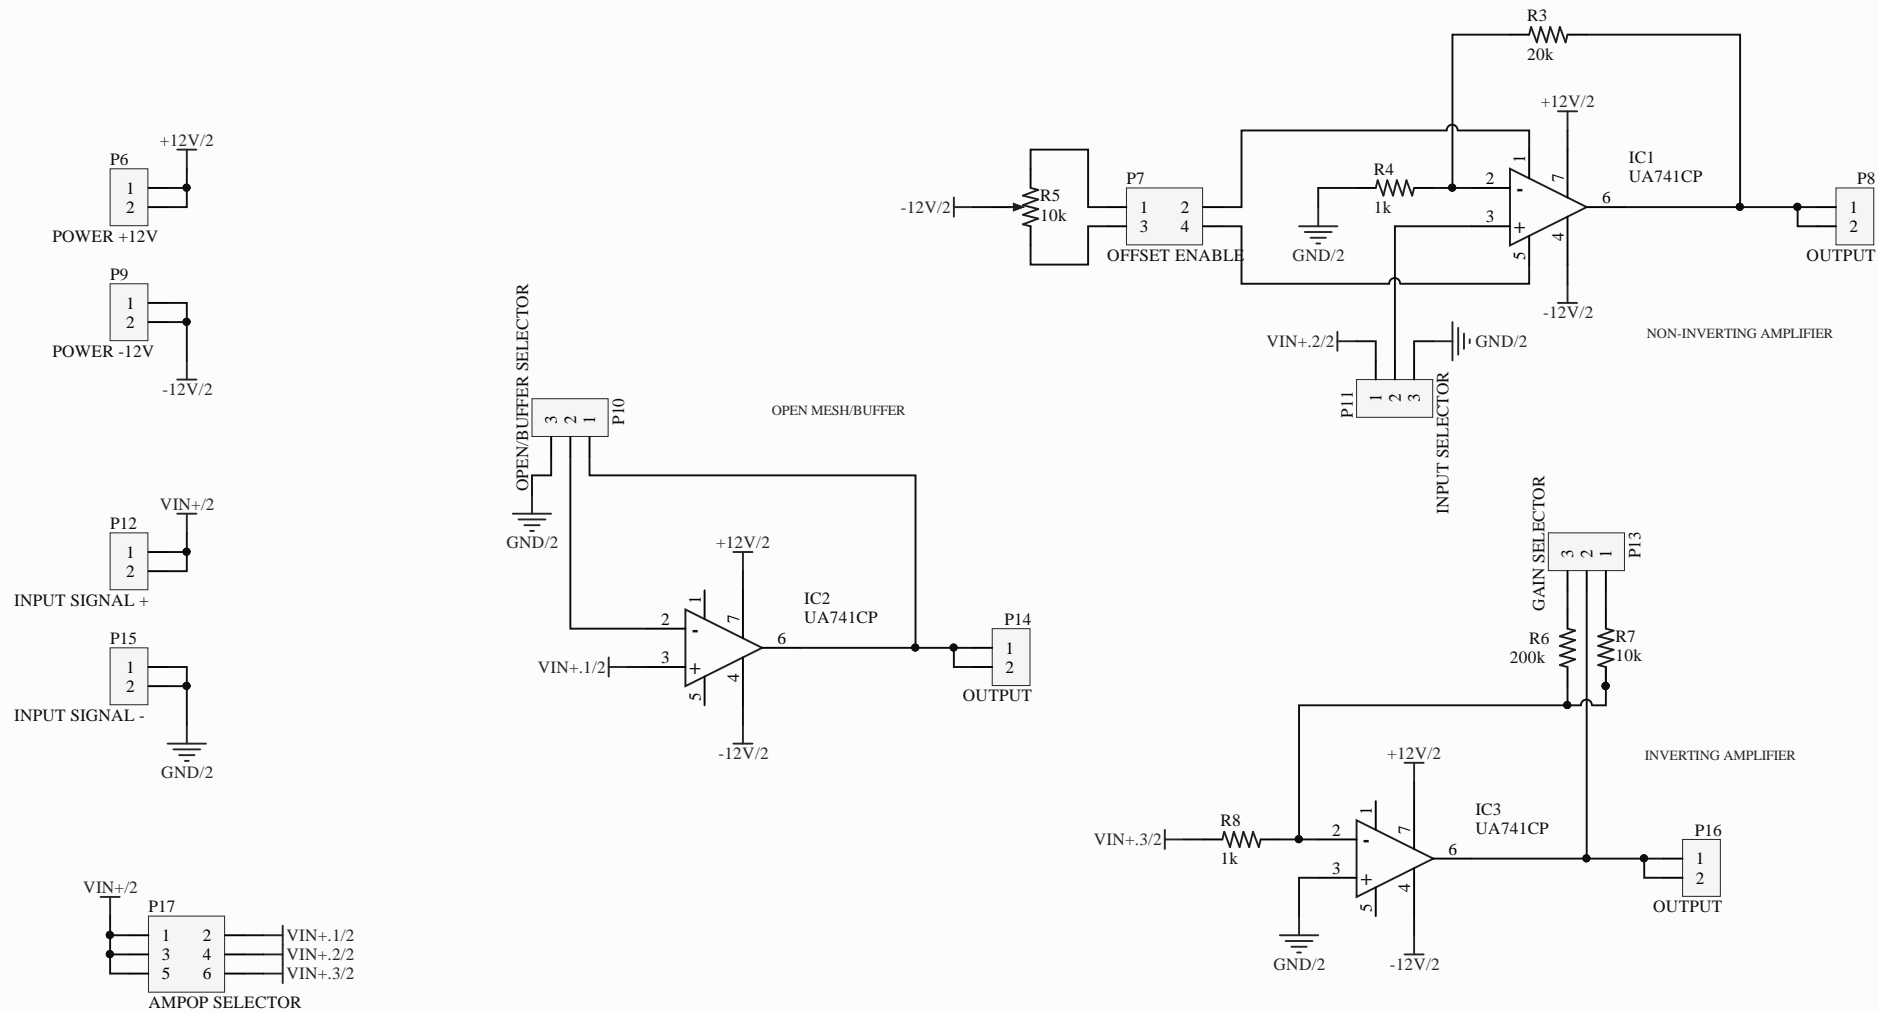 +12V/2
P6
1
2
POWER +12V
P9
1
2
POWER -12V
-12V/2
VIN+/2
P12
1
2
INPUT SIGNAL +
P15
1
2
INPUT SIGNAL -
GND/2
VIN+/2
P17
1 2
3 4
5 6
VIN+.1/2
VIN+.2/2
VIN+.3/2
AMPOP SELECTOR
OPEN/BUFFER SELECTOR
3 2 1
P10
OPEN MESH/BUFFER
GND/2
+12V/2
IC2
UA741CP
1
7
2
-
3
+
VIN+.1/2
5
4
6
-12V/2
P14
1
2
OUTPUT
R3
20k
+12V/2
IC1
UA741CP
-12V/2
R5
10k
P7
1 2
3 4
OFFSET ENABLE
R4
1k
GND/2
1
7
2
-
3
+
5
4
6
-12V/2
P8
1
2
OUTPUT
NON-INVERTING AMPLIFIER
VIN+.2/2
GND/2
P11
1 2 3
INPUT SELECTOR
GAIN SELECTOR
3 2 1
P13
R6
200k
R7
10k
INVERTING AMPLIFIER
+12V/2
IC3
UA741CP
VIN+.3/2
R8
1k
1
7
2
-
3
+
5
4
6
GND/2
-12V/2
P16
1
2
OUTPUT